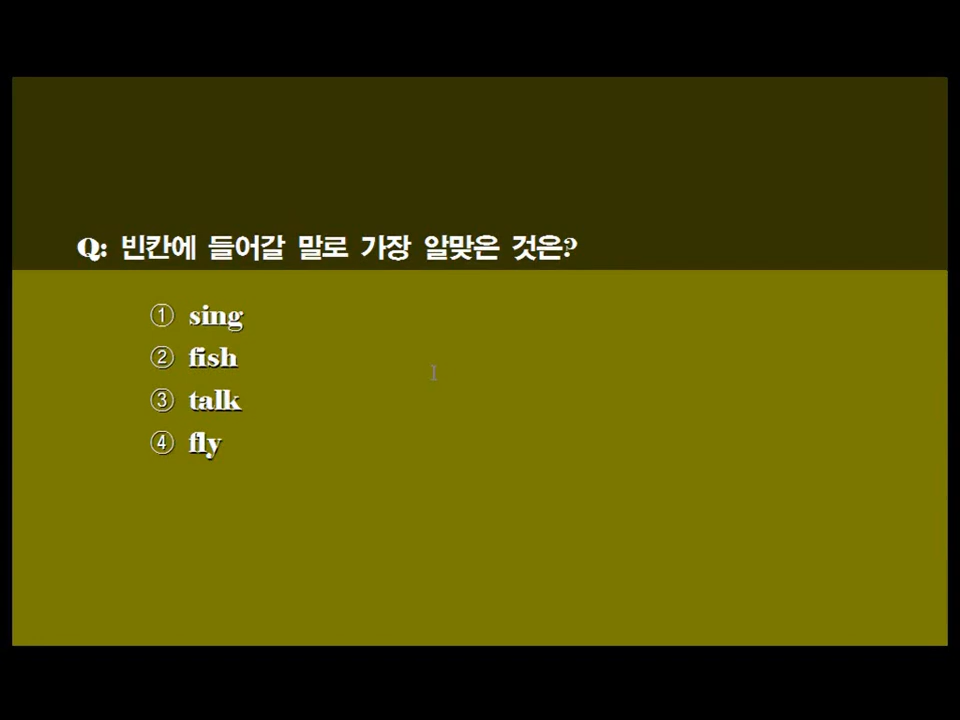 Q: 빈칸에 들어갈 말로 가장 알맞은 것은?
① sing
② fish
③ talk
④ fly